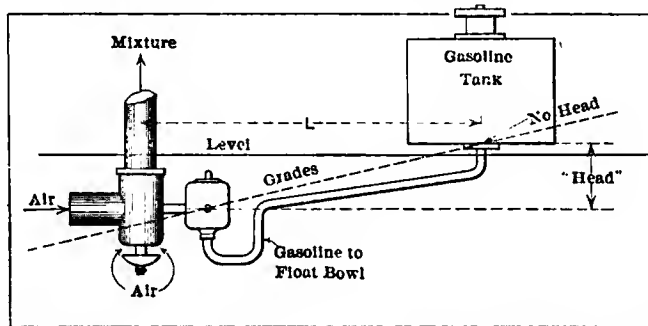 Mixture
Gasoline
Tank
No Head
L
Level
"Head"
Grades
Air
Gasoline to
Float Bowl
Air